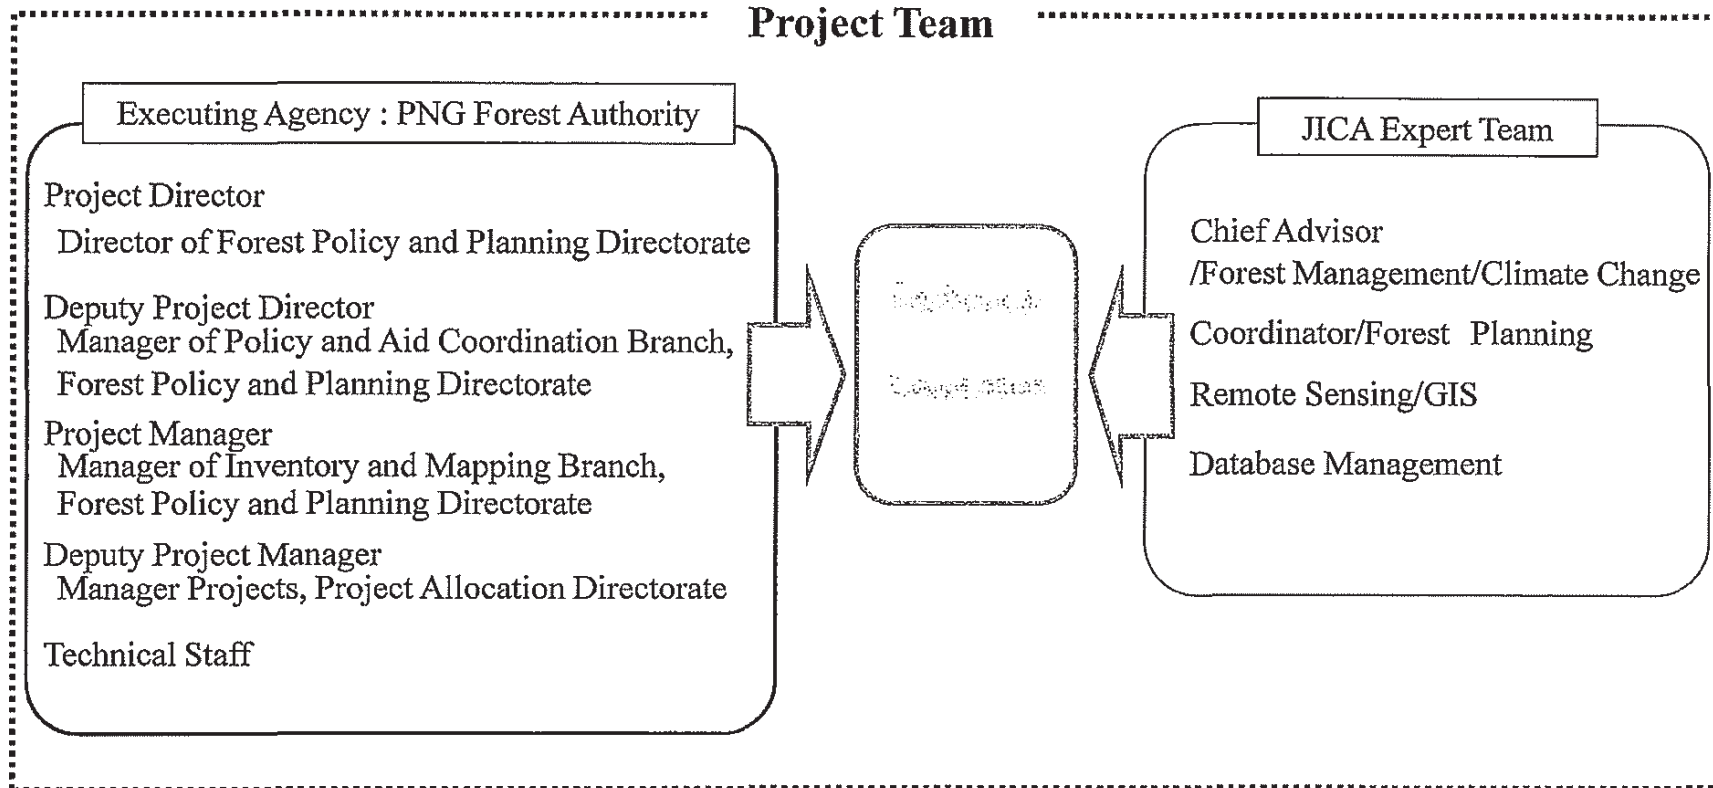 Project Team
Executing Agency : PNG Forest Authority
Project Director
Director of Forest Policy and Planning Directorate
Deputy Project Director
Manager of Policy and Aid Coordination Branch,
Forest Policy and Planning Directorate
Project Manager
Manager of Inventory and Mapping Branch,
Forest Policy and Planning Directorate
Deputy Project Manager
Manager Projects, Project Allocation Directorate
Technical Staff
JICA Expert Team
Chief Advisor
/Forest Management/Climate Change
Coordinator/Forest Planning
Remote Sensing/GIS
Database Management